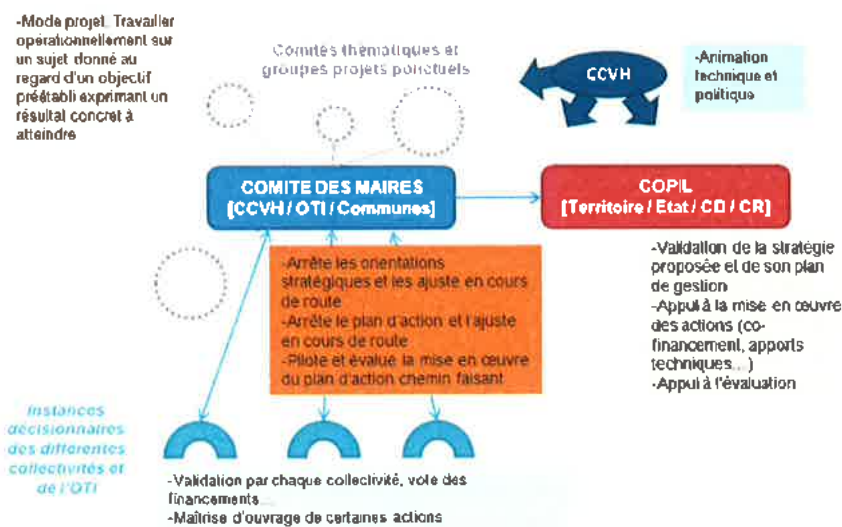 -Mode projet. Travailler
opérationnellement sur
un sujet donné au
regard d'un objectif
préétabli exprimant un
résultat concret à
atteindre
Comités thématiques et
groupes projets ponctuels
CCVH
-Animation
technique et
politique
COMITE DES MAIRES
[CCVH / OTI / Communes]
COPIL
[Territoire / Etat / CD / CR]
-Arrête les orientations
stratégiques et les ajuste en cours
de route
-Arrête le plan d'action et l'ajuste
en cours de route
-Pilote et évalue la mise en œuvre
du plan d'action chemin faisant
-Validation de la stratégie
proposée et de son plan
de gestion
-Appui à la mise en œuvre
des actions (co-
financement, apports
techniques...)
-Appui à l'évaluation
Instances
décisionnaires
des différentes
collectivités et
de l'OTI
-Validation par chaque collectivité, vote des
financements...
-Maîtrise d'ouvrage de certaines actions